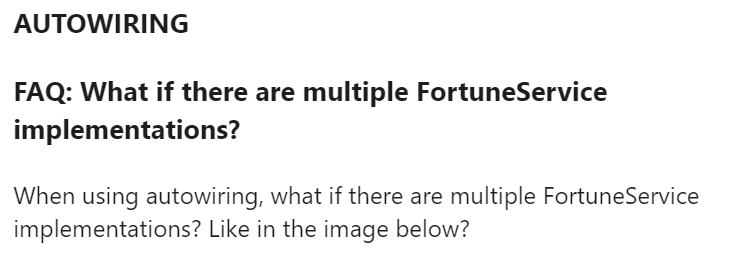 AUTOWIRING
FAQ: What if there are multiple FortuneService
implementations?
When using autowiring, what if there are multiple FortuneService
implementations? Like in the image below?